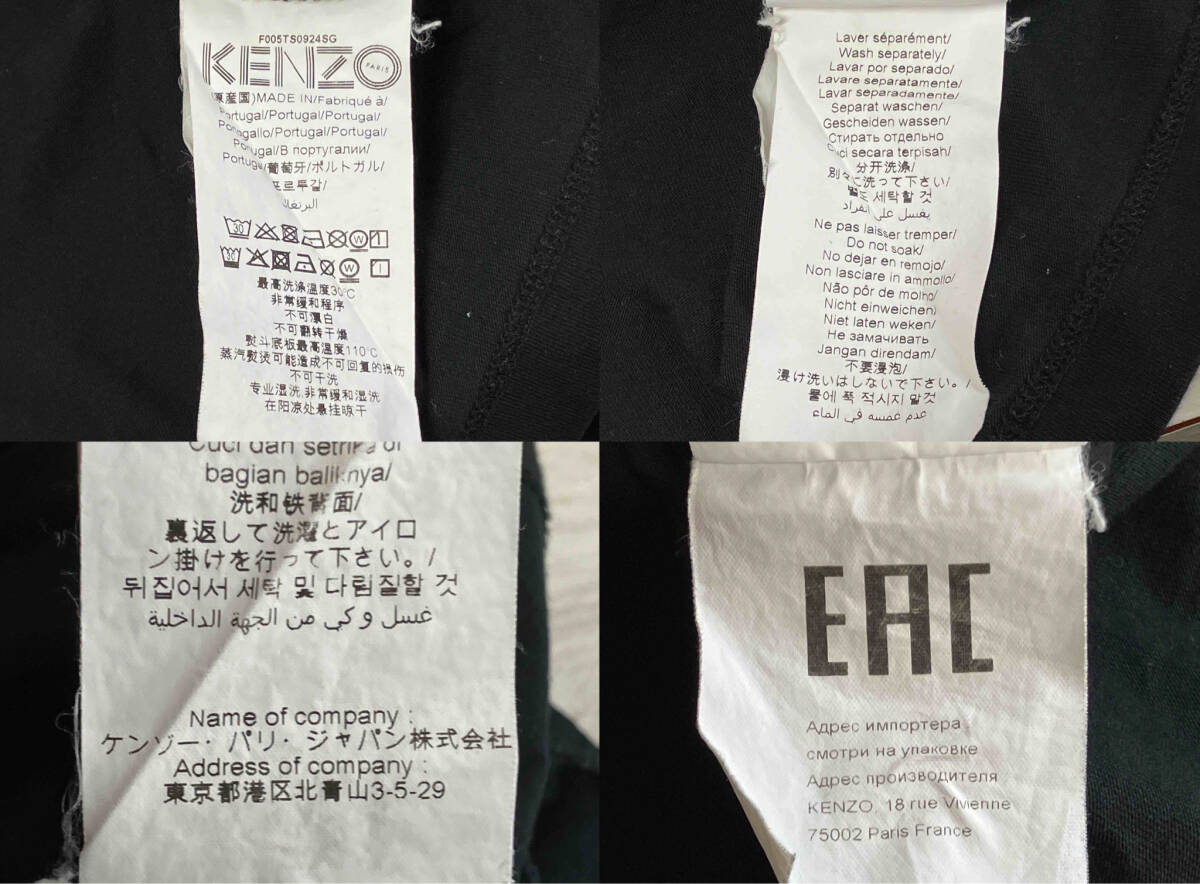 F005TS0924SG
KENZO
PARIS
原産国)MADE IN/Fabriqué à/
Portugal/Portugal/Portugal/
Portogallo/Portugal/Portugal/
Portugal/В португалии/
Portugal/葡萄牙/ポルトガル/
포르투갈/
البرتغال
30
W
最高洗涤温度30°C
非常缓和程序
不可漂白
不可翻转干燥
熨斗底板最高温度110°C
蒸汽熨烫可能造成不可回复的损伤
不可干洗
专业湿洗,非常缓和湿洗
在阳凉处悬挂晾干
Laver séparément/
Wash separately/
Lavar por separado/
Lavare separatamente/
Lavar separadamente/
Separat waschen/
Gescheiden wassen/
Стирать отдельно
Cuci secara terpisah/
分开洗涤/
別々に洗って下さい/
별도 세탁할 것
يغسل على انفراد
Ne pas laisser tremper/
Do not soak/
No dejar en remojo/
Non lasciare in ammollo/
Não pôr de molho/
Nicht einweichen/
Niet laten weken/
Не замачивать
Jangan direndam/
不要浸泡/
浸け洗いはしないで下さい。/
물에 푹 적시지 말것
عدم غمسه في الماء
Cuci dan setrika di
bagian baliknya/
洗和铁背面/
裏返して洗濯とアイロ
ン掛けを行って下さい。/
뒤집어서 세탁 및 다림질할 것
غسل و كي من الجهة الداخلية
Name of company :
ケンゾー・パリ・ジャパン株式会社
Address of company :
東京都港区北青山3-5-29
EAC
Адрес импортера
смотри на упаковке
Адрес производителя
KENZO, 18 rue Vivienne
75002 Paris France